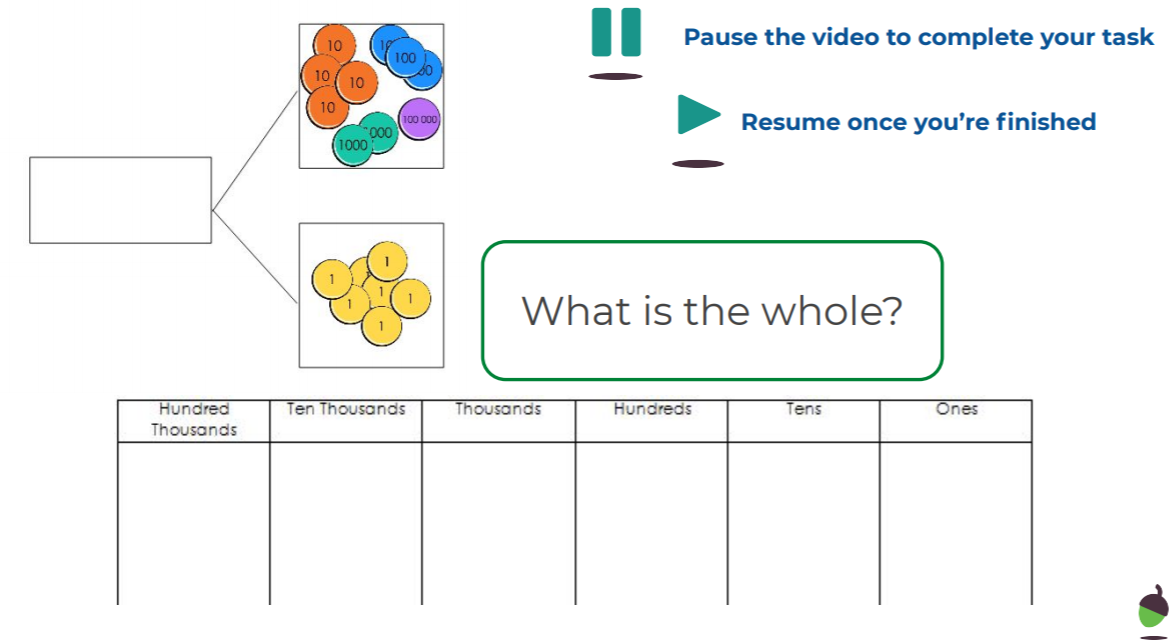 Pause the video to complete your task
Resume once you're finished
10
10
10
10
100
100 000
1000
1
1
1
1
1
1
What is the whole?
Hundred
Thousands
Ten Thousands
Thousands
Hundreds
Tens
Ones